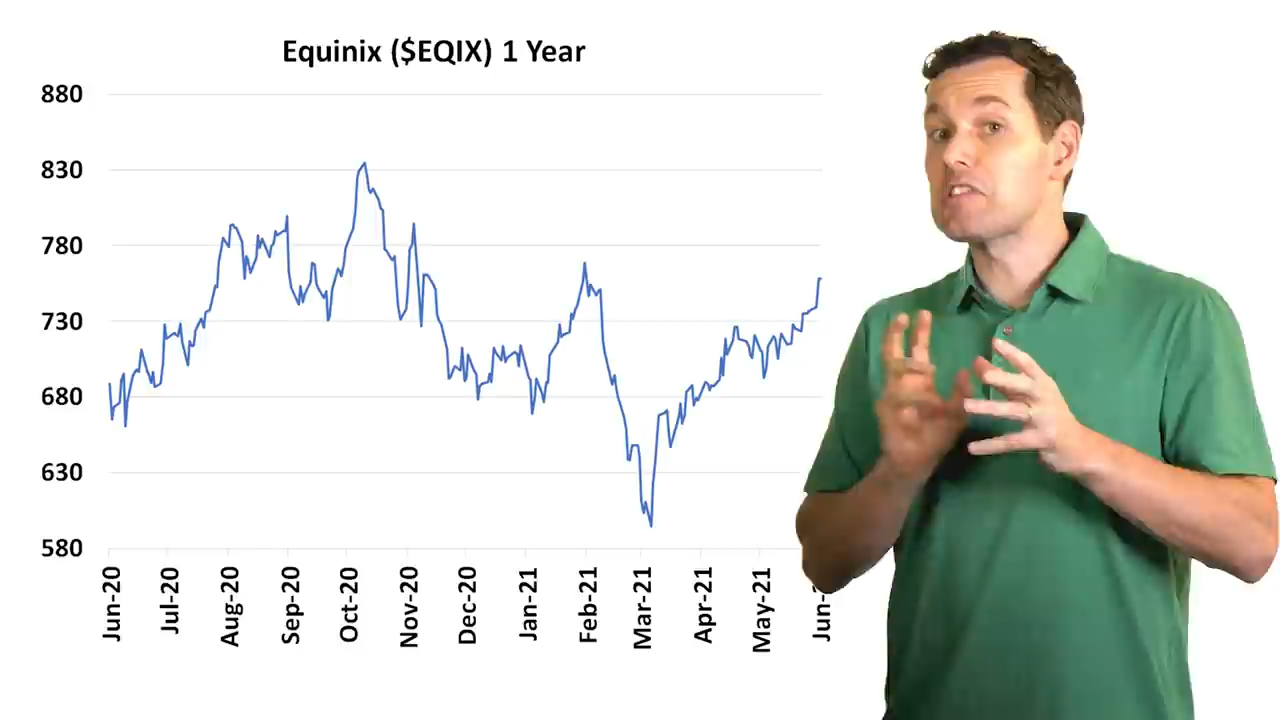 Equinix ($EQIX) 1 Year
880
830
780
730
680
630
580
Jun-20
Jul-20
Aug-20
Sep-20
Oct-20
Nov-20
Dec-20
Jan-21
Feb-21
Mar-21
Apr-21
May-21
Jun-